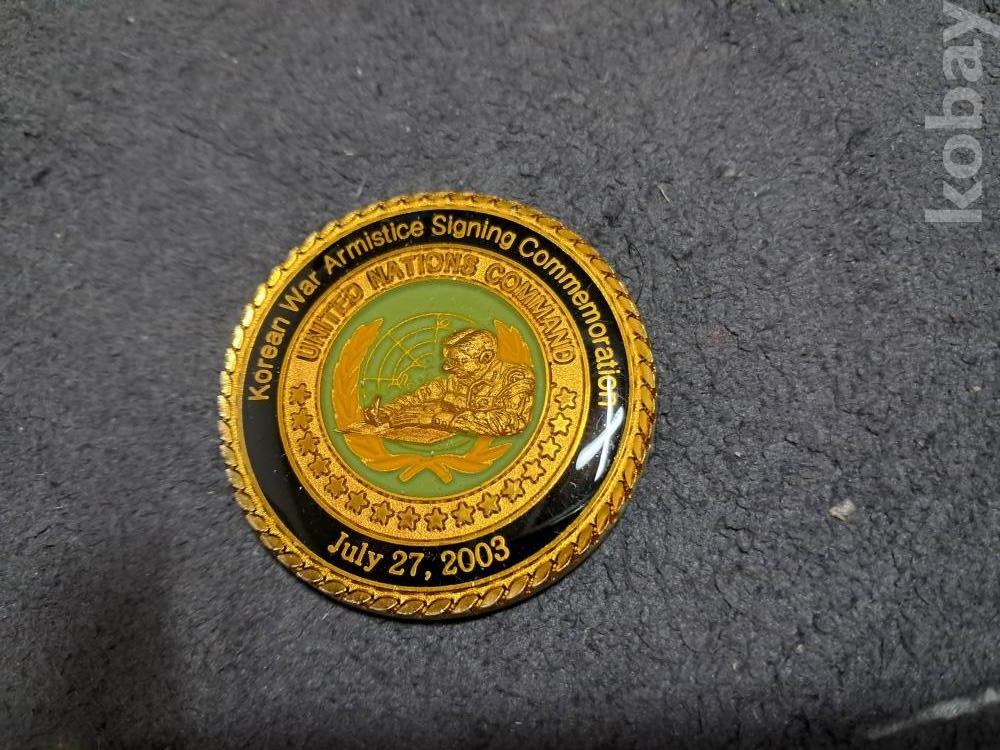 Korean War Armistice Signing Commemoration
UNITED NATIONS COMMAND
July 27, 2003
kobay